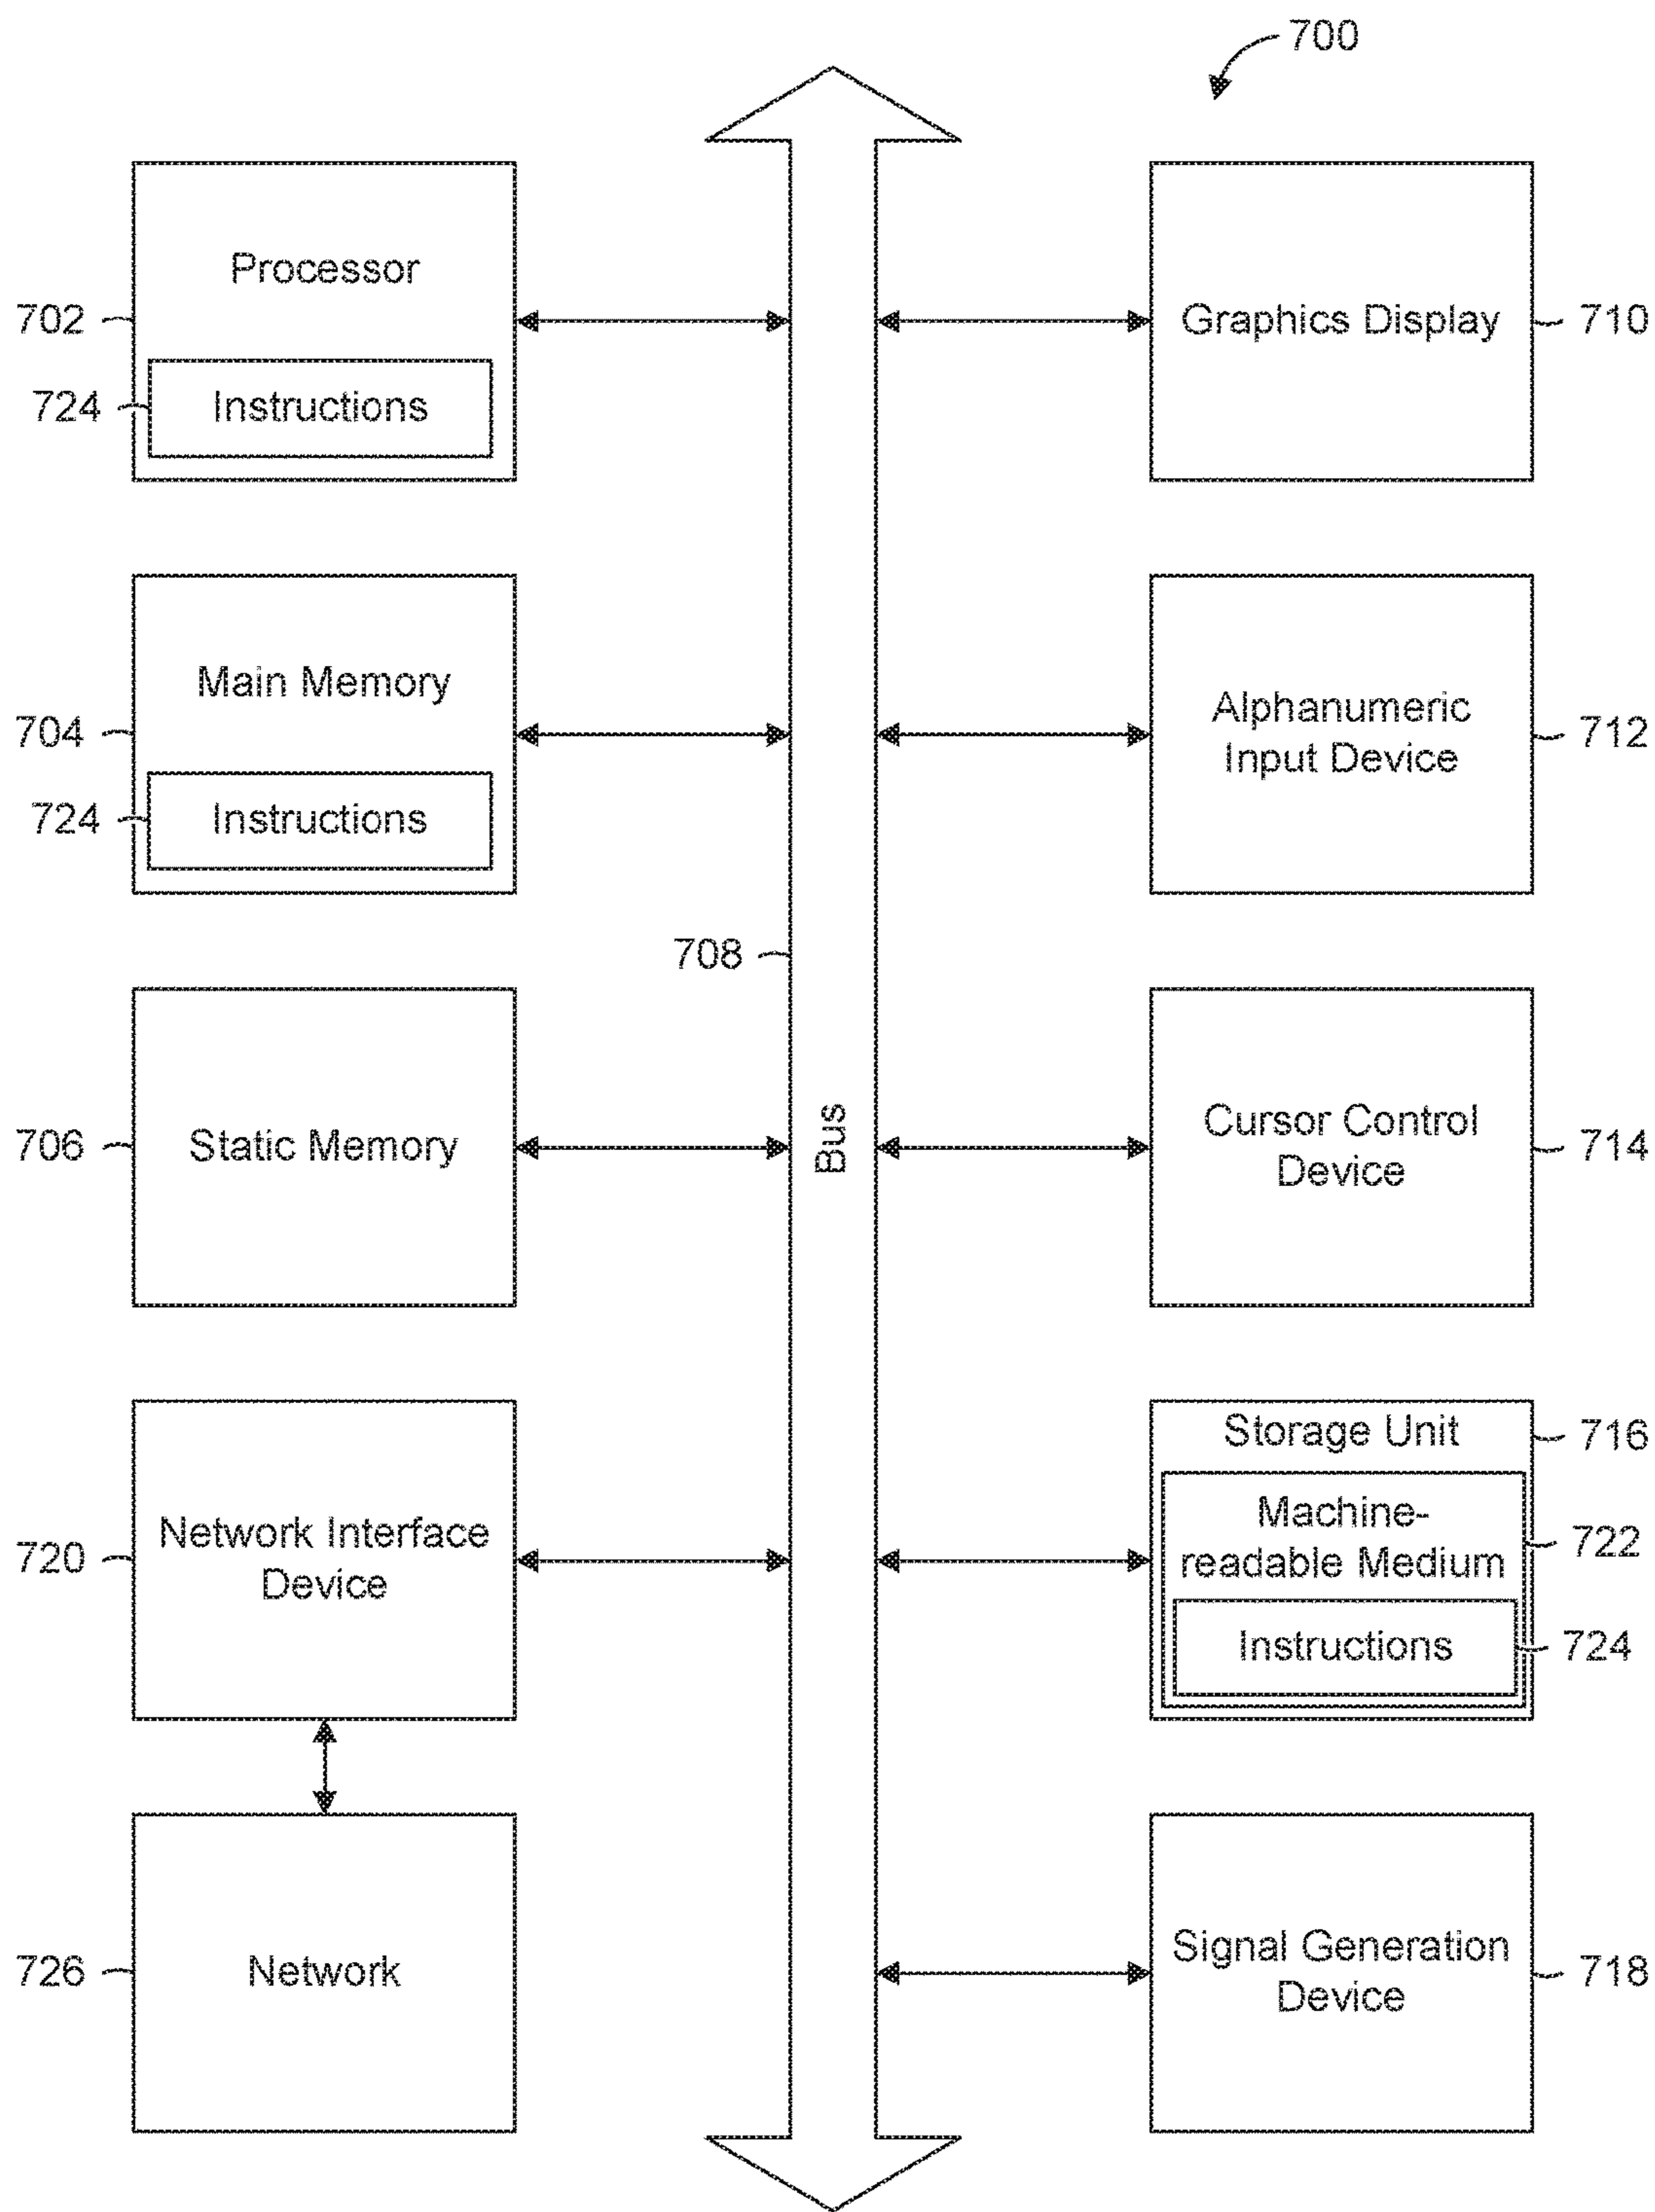 700
Processor
702
724
Instructions
Graphics Display
710
Main Memory
704
724
Instructions
Alphanumeric
Input Device
712
708
Bus
706
Static Memory
Cursor Control
Device
714
720
Network Interface
Device
Storage Unit
716
Machine-
readable Medium
722
Instructions
724
726
Network
Signal Generation
Device
718